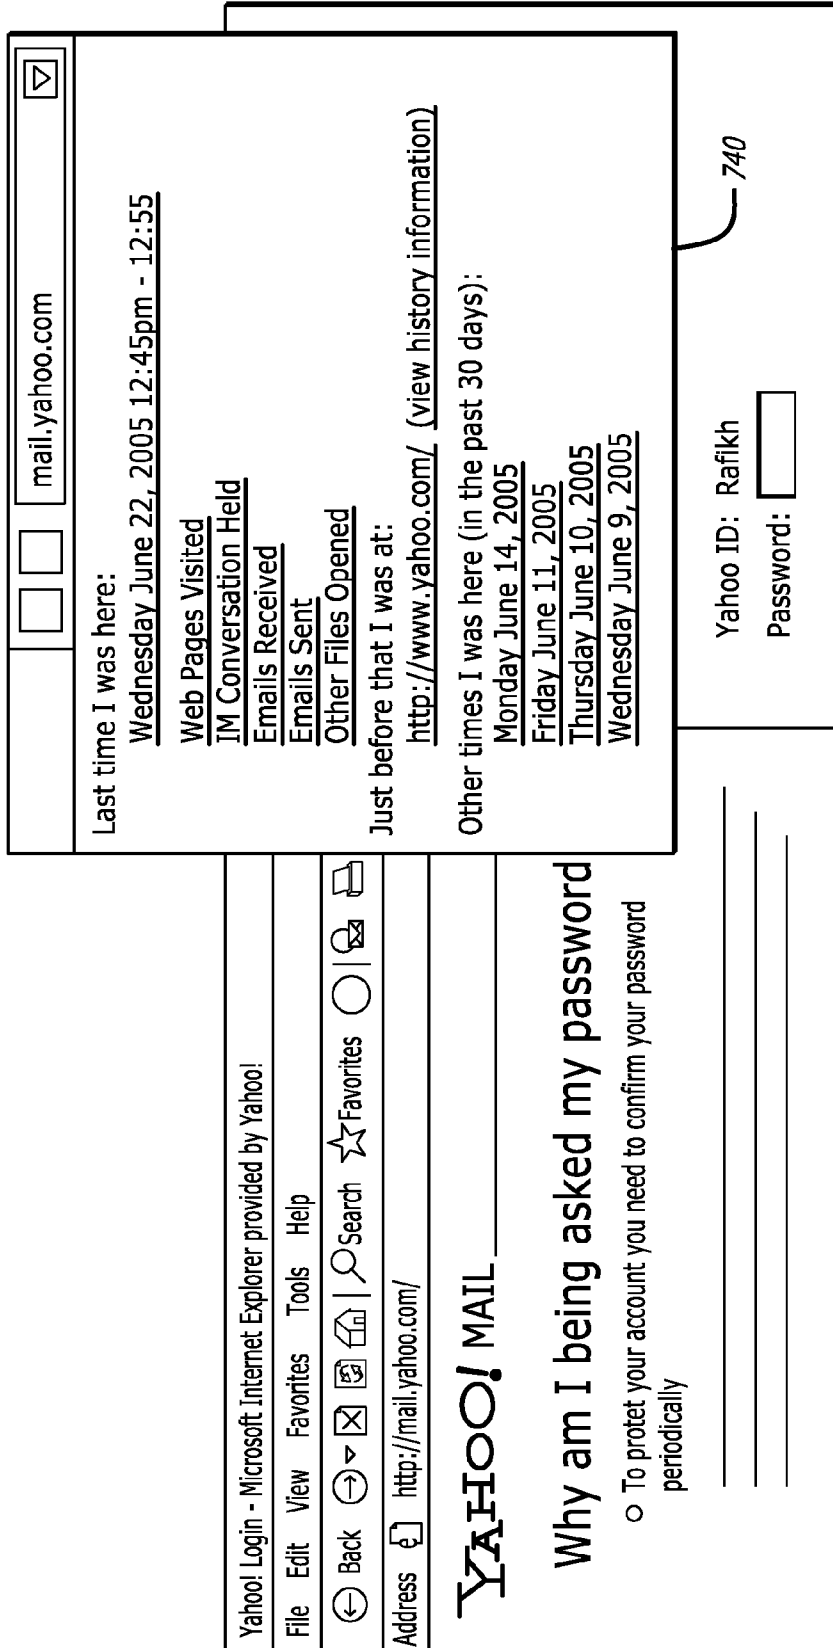 mail.yahoo.com
Last time I was here:
Wednesday June 22, 2005 12:45pm - 12:55
Web Pages Visited
IM Conversation Held
Emails Received
Emails Sent
Other Files Opened
Just before that I was at:
http://www.yahoo.com/ (view history information)
Other times I was here (in the past 30 days):
Monday June 14, 2005
Friday June 11, 2005
Thursday June 10, 2005
Wednesday June 9, 2005
740
Yahoo! Login - Microsoft Internet Explorer provided by Yahoo!
File Edit View Favorites Tools Help
Back Search Favorites
Address e http://mail.yahoo.com/
YAHOO! MAIL
Why am I being asked my password
To protet your account you need to confirm your password
periodically
Yahoo ID: Rafikh
Password: